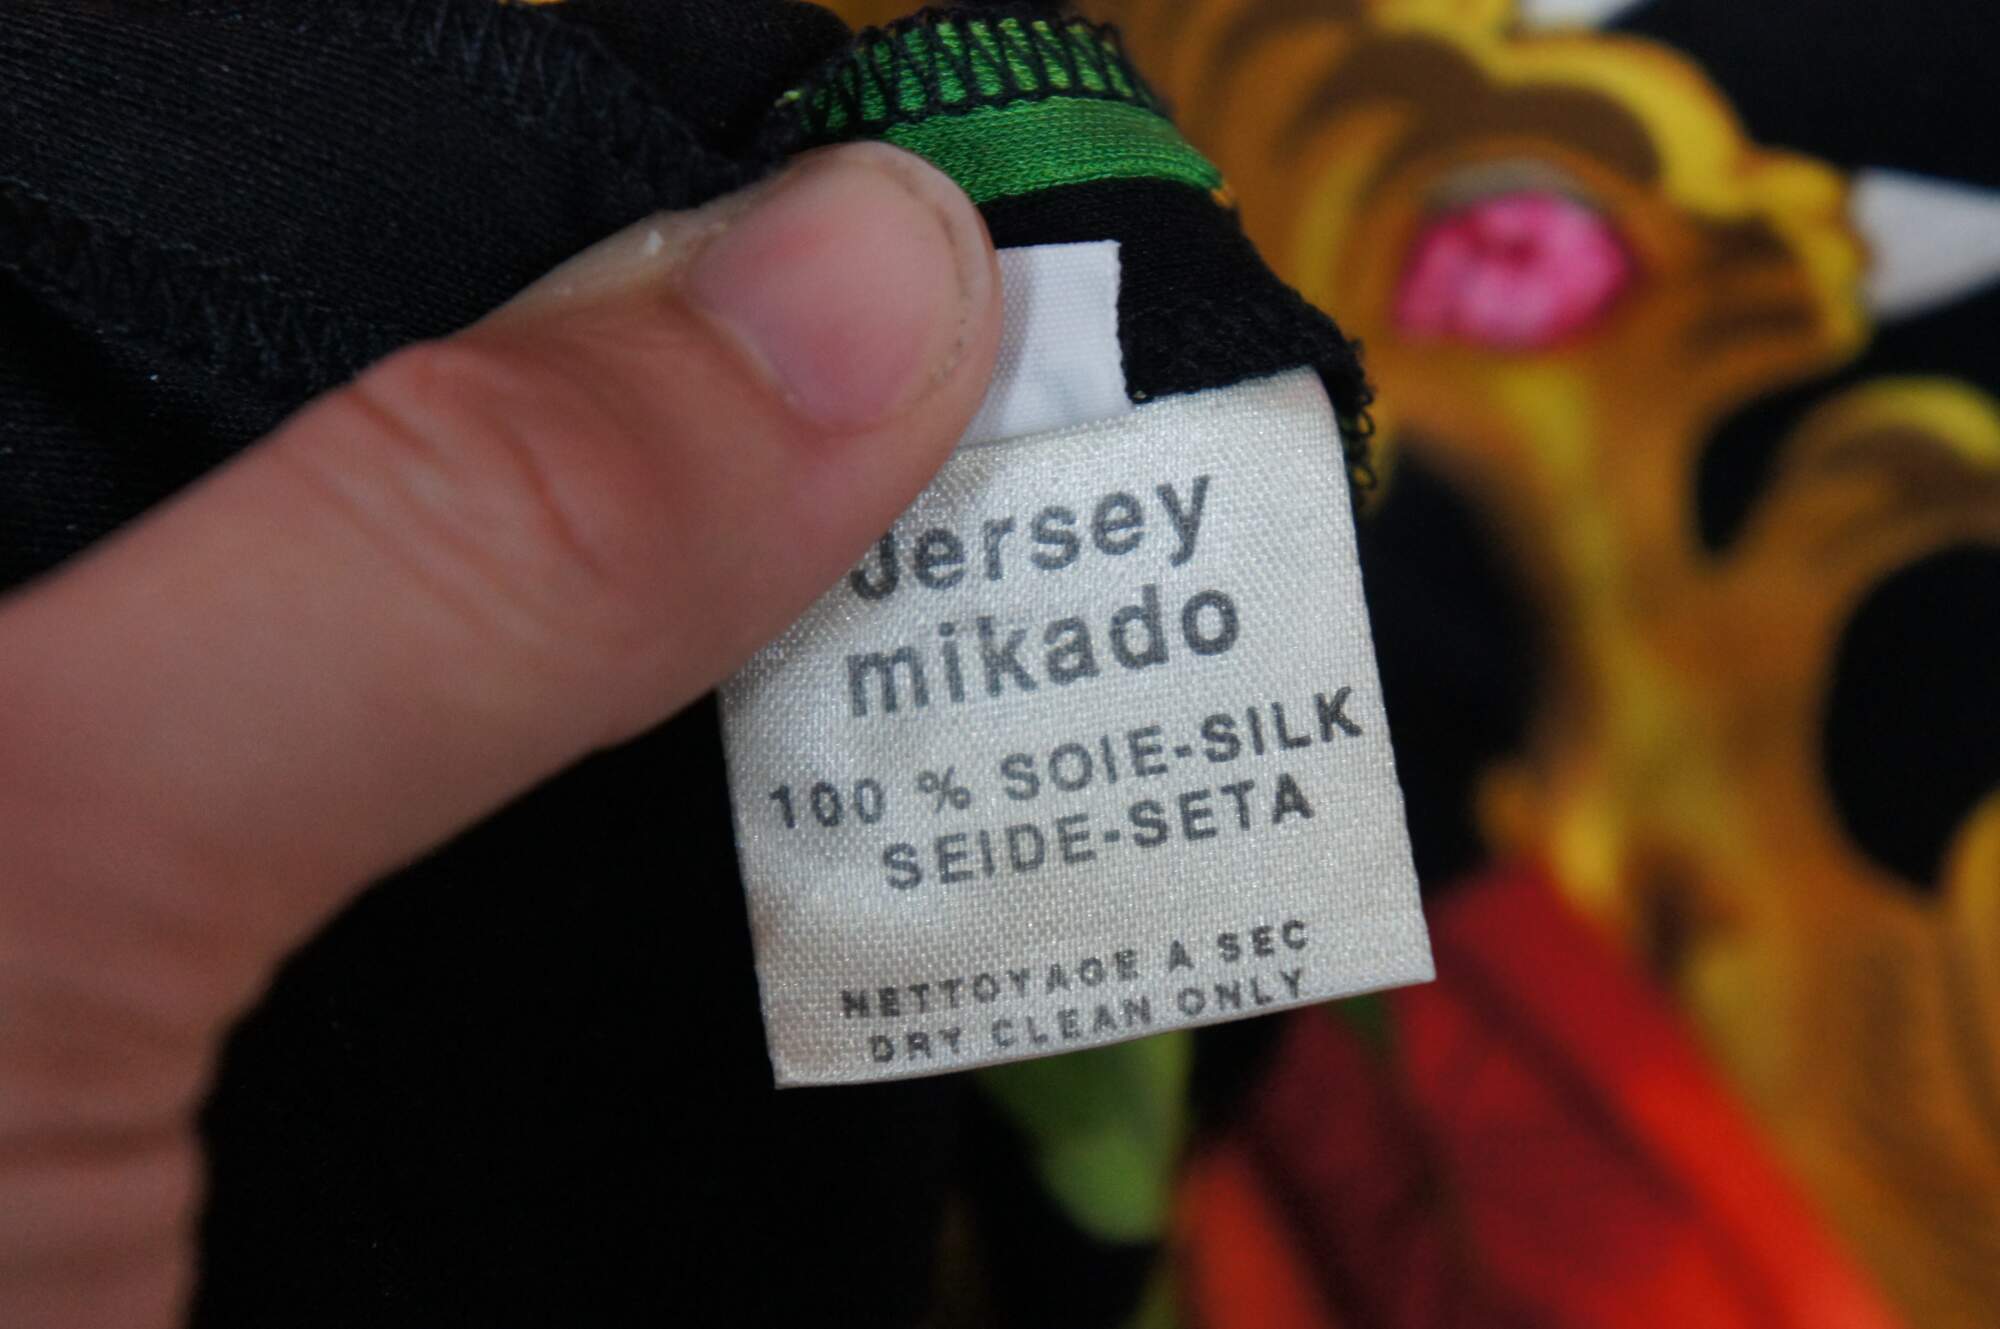 Jersey
mikado
100 % SOIE-SILK
SEIDE-SETA
NETTOYAGE A SEC
DRY CLEAN ONLY